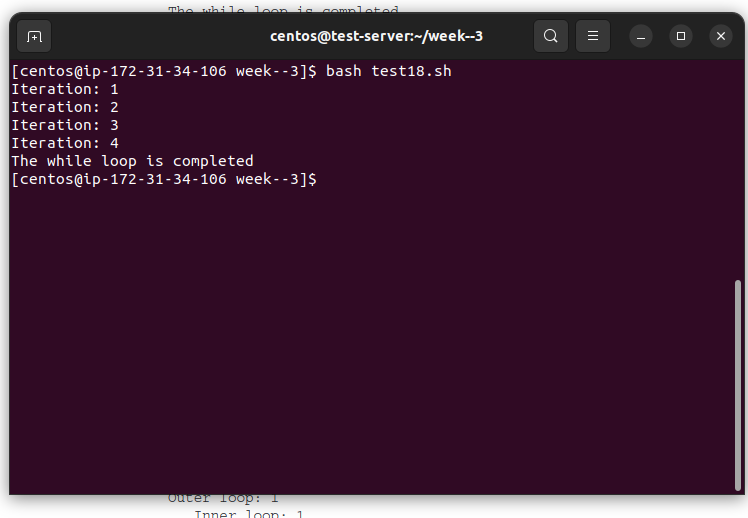 The while loop is completed
centos@test-server:~/week--3
[centos@ip-172-31-34-106 week--3]$ bash test18.sh
Iteration: 1
Iteration: 2
Iteration: 3
Iteration: 4
The while loop is completed
[centos@ip-172-31-34-106 week--3]$
Outer loop: 1
Inner loop: 1